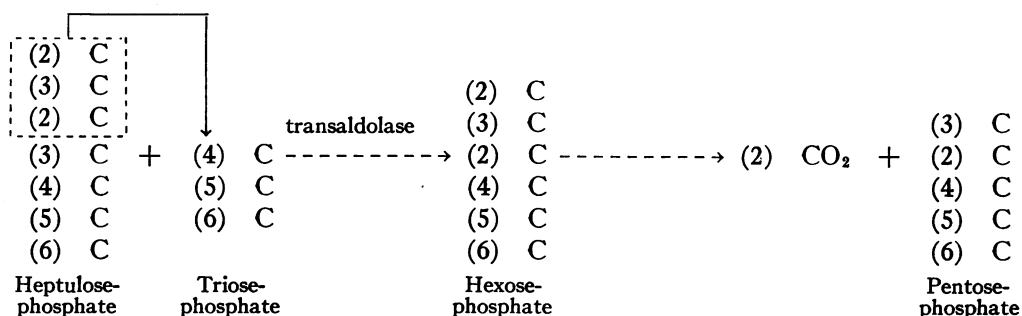 (2) C
(3) C
(2) C
(3) C
(4) C
(5) C
(6) C
Heptulose-
phosphate
+
(4) C
(5) C
(6) C
Triose-
phosphate
transaldolase
(2) C
(3) C
(2) C
(4) C
(5) C
(6) C
Hexose-
phosphate
(2) CO₂ +
(3) C
(2) C
(4) C
(5) C
(6) C
Pentose-
phosphate